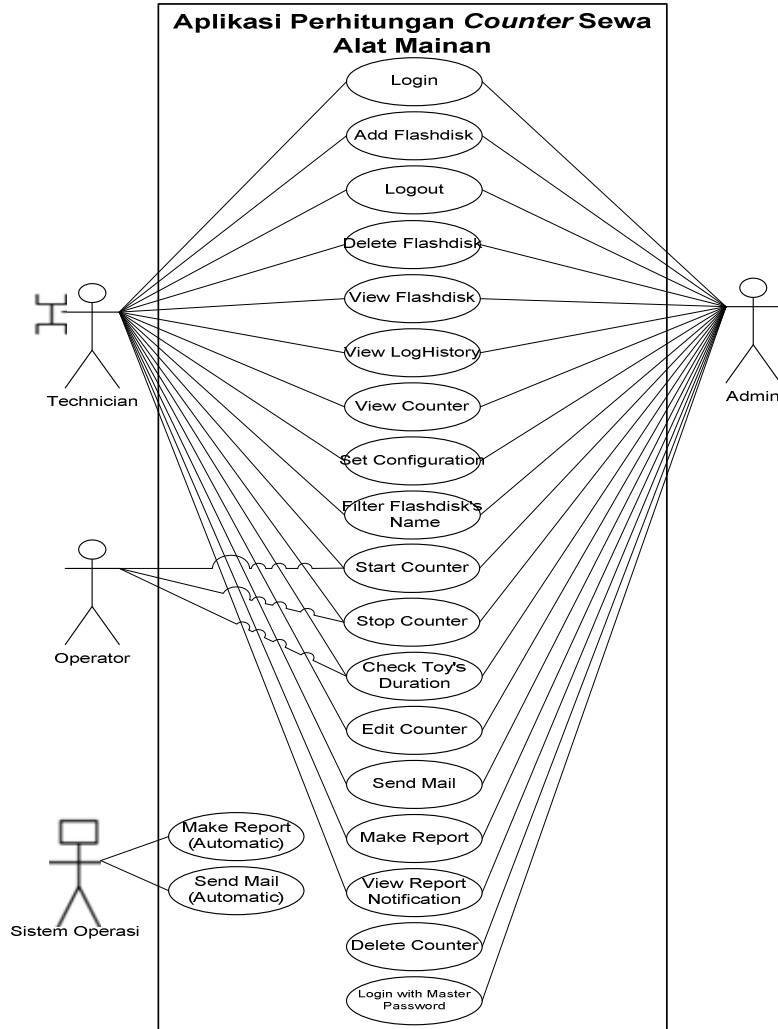 Aplikasi Perhitungan Counter Sewa
Alat Mainan
Login
Add Flashdisk
Logout
Delete Flashdisk
View Flashdisk
View LogHistory
View Counter
Set Configuration
Filter Flashdisk's
Name
Start Counter
Stop Counter
Check Toy's
Duration
Edit Counter
Send Mail
Make Report
View Report
Notification
Delete Counter
Login with Master
Password
Technician
Operator
Make Report
(Automatic)
Send Mail
(Automatic)
Sistem Operasi
Admin